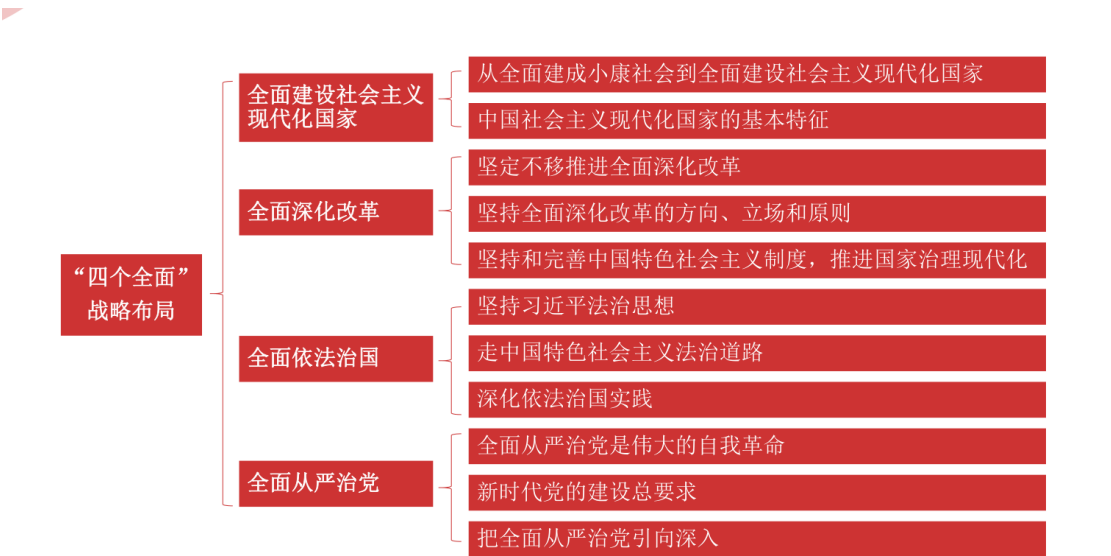 “四个全面”
战略布局
全面建设社会主义
现代化国家
从全面建成小康社会到全面建设社会主义现代化国家
中国社会主义现代化国家的基本特征
全面深化改革
坚定不移推进全面深化改革
坚持全面深化改革的方向、立场和原则
坚持和完善中国特色社会主义制度，推进国家治理现代化
全面依法治国
坚持习近平法治思想
走中国特色社会主义法治道路
深化依法治国实践
全面从严治党
全面从严治党是伟大的自我革命
新时代党的建设总要求
把全面从严治党引向深入